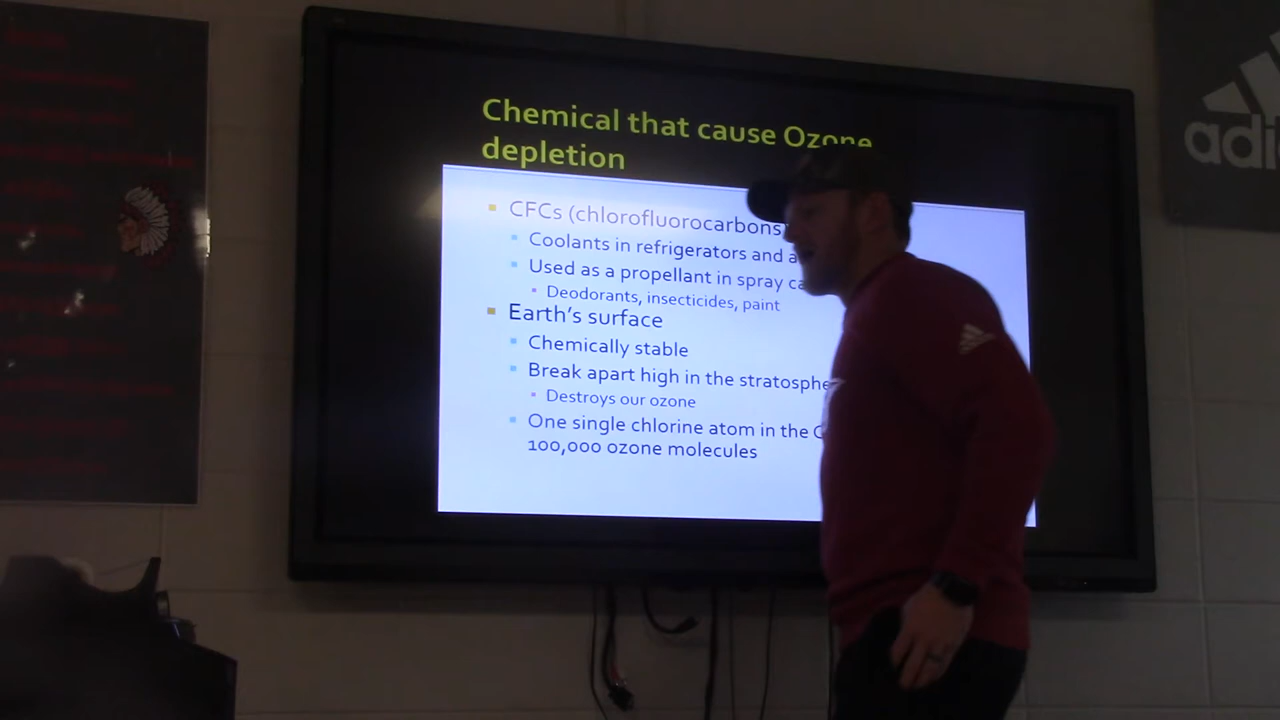 Chemical that cause Ozone
depletion
CFCs (chlorofluorocarbons
Coolants in refrigerators and a
Used as a propellant in spray ca
Deodorants, insecticides, paint
Earth's surface
Chemically stable
Break apart high in the stratosphe
Destroys our ozone
One single chlorine atom in the
100,000 ozone molecules
adi